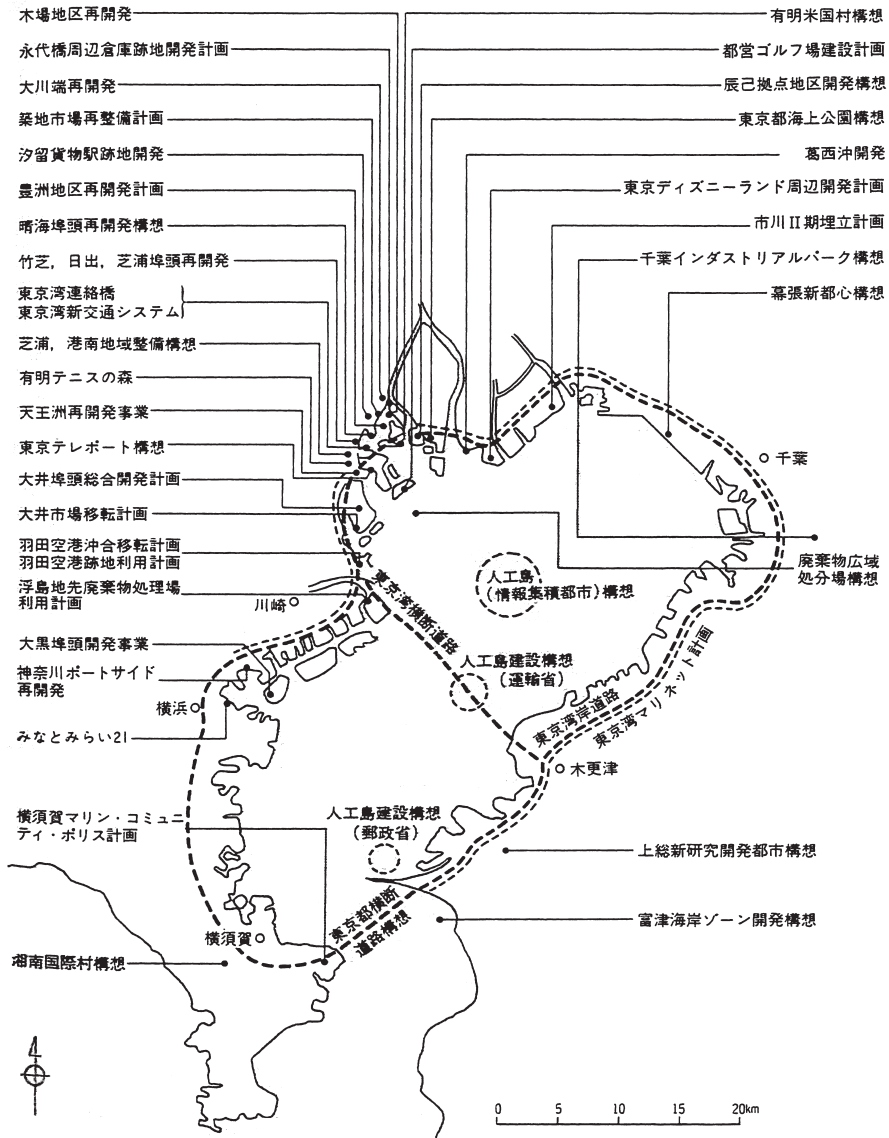 木場地区再開発
永代橋周辺倉庫跡地開発計画
大川端再開発
築地市場再整備計画
汐留貨物駅跡地開発
豊洲地区再開発計画
晴海埠頭再開発構想
竹芝，日出，芝浦埠頭再開発
東京湾連絡橋
東京湾新交通システム
芝浦，港南地域整備構想
有明テニスの森
天王洲再開発事業
東京テレポート構想
大井埠頭総合開発計画
大井市場移転計画
羽田空港沖合移転計画
羽田空港跡地利用計画
浮島地先廃棄物処理場
利用計画
川崎
大黒埠頭開発事業
神奈川ポートサイド
再開発
横浜
みなとみらい21
横須賀マリン・コミュニ
ティ・ポリス計画
横須賀
湘南国際村構想
有明米国村構想
都営ゴルフ場建設計画
辰己拠点地区開発構想
東京都海上公園構想
葛西沖開発
東京ディズニーランド周辺開発計画
市川II期埋立計画
千葉インダストリアルパーク構想
幕張新都心構想
千葉
廃棄物広域
処分場構想
人工島
(情報集積都市)構想
東京湾横断道路
人工島建設構想
(運輸省)
東京湾岸道路
東京湾マリネット計画
木更津
人工島建設構想
(郵政省)
上総新研究開発都市構想
東京都横断
道路構想
富津海岸ゾーン開発構想
0 5 10 15 20km